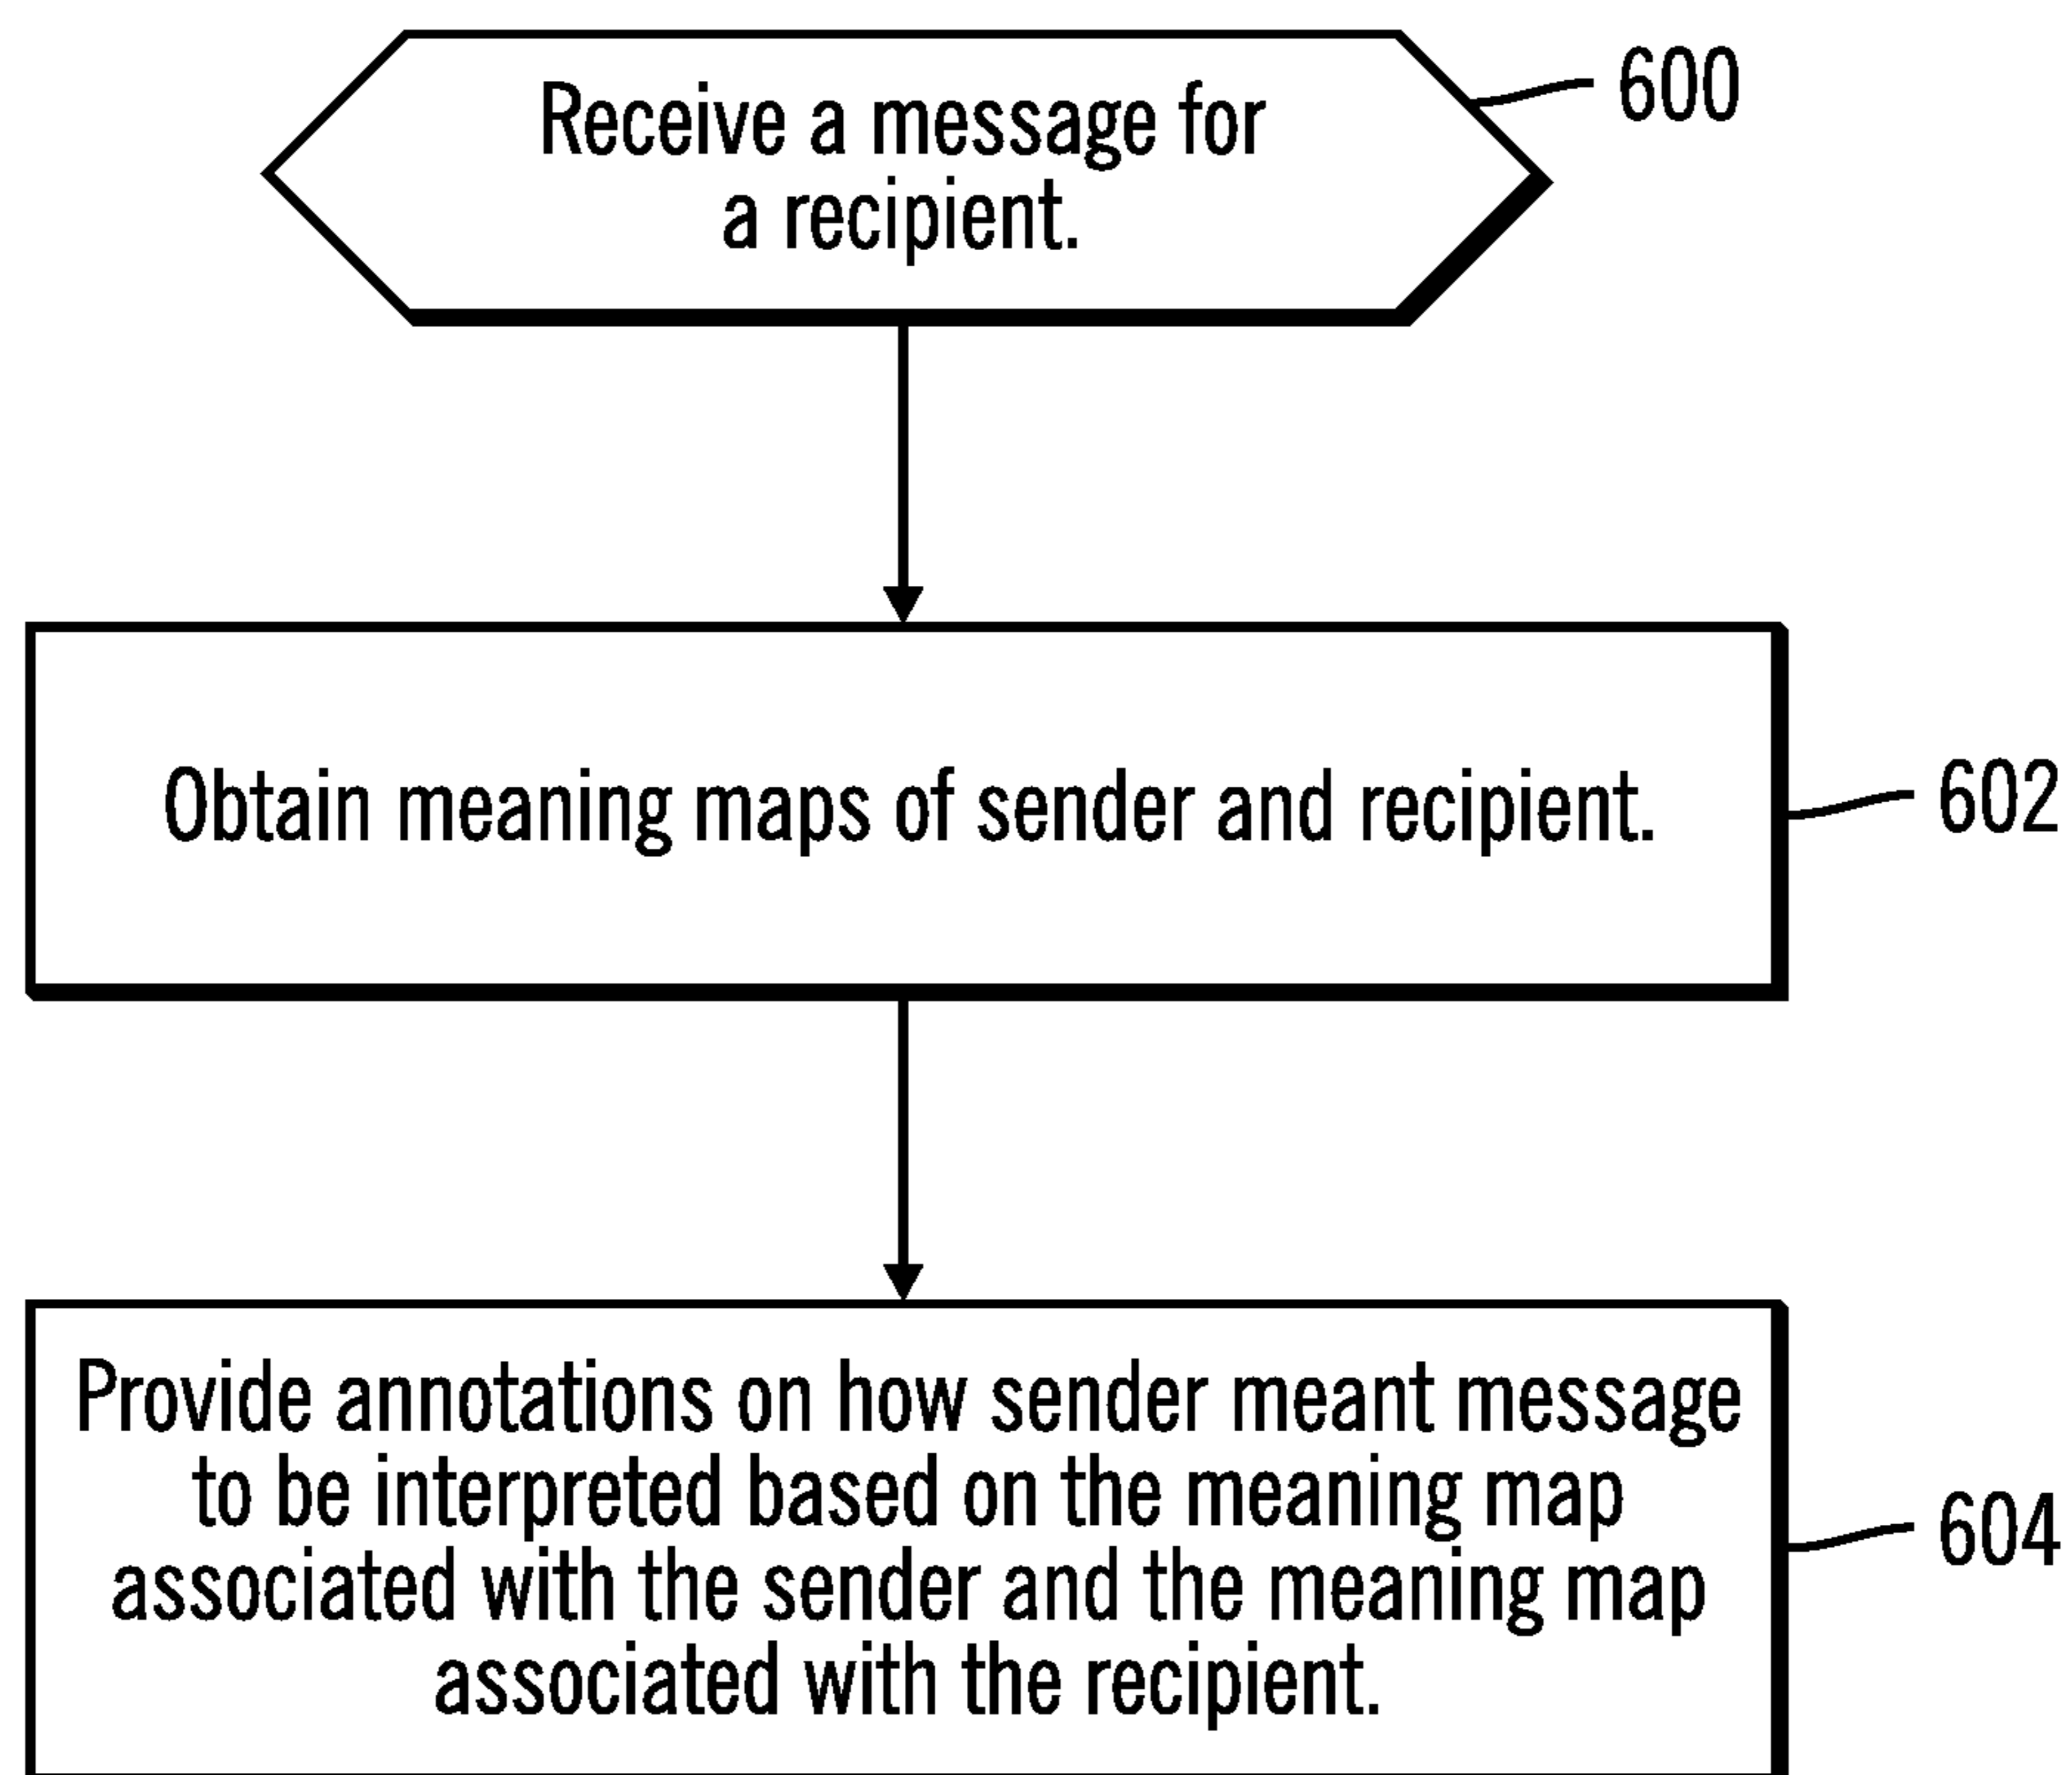 Receive a message for
a recipient.
600
Obtain meaning maps of sender and recipient.
602
Provide annotations on how sender meant message
to be interpreted based on the meaning map
associated with the sender and the meaning map
associated with the recipient.
604